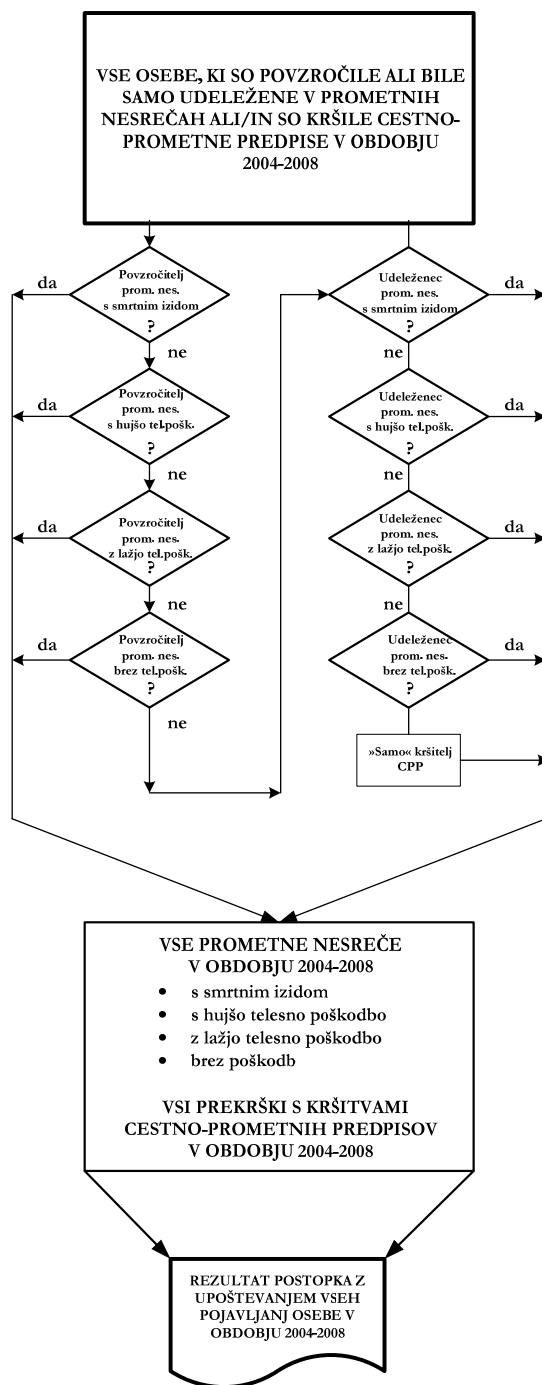 VSE OSEBE, KI SO POVZROČILE ALI BILE
SAMO UDELEŽENE V PROMETNIH
NESREČAH ALI/IN SO KRŠILE CESTNO-
PROMETNE PREDPISE V OBDOBJU
2004-2008
da
Povzročitelj
prom. nes.
s smrtnim izidom
?
ne
da
Povzročitelj
prom. nes.
s hujšo tel.pošk.
?
ne
da
Povzročitelj
prom. nes.
z lažjo tel.pošk.
?
ne
da
Povzročitelj
prom. nes.
brez tel.pošk.
?
ne
Udeleženec
prom. nes.
s smrtnim izidom
?
da
ne
Udeleženec
prom. nes.
s hujšo tel.pošk.
?
da
ne
Udeleženec
prom. nes.
z lažjo tel.pošk.
?
da
ne
Udeleženec
prom. nes.
brez tel.pošk.
?
da
»Samo« kršitelj
CPP
VSE PROMETNE NESREČE
V OBDOBJU 2004-2008
• s smrtnim izidom
• s hujšo telesno poškodbo
• z lažjo telesno poškodbo
• brez poškodb
VSI PREKRŠKI S KRŠITVAMI
CESTNO-PROMETNIH PREDPISOV
V OBDOBJU 2004-2008
REZULTAT POSTOPKA Z
UPOŠTEVANJEM VSEH
POJAVLJANJ OSEBE V
OBDOBJU 2004-2008